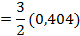 = 3/2 (0,404)